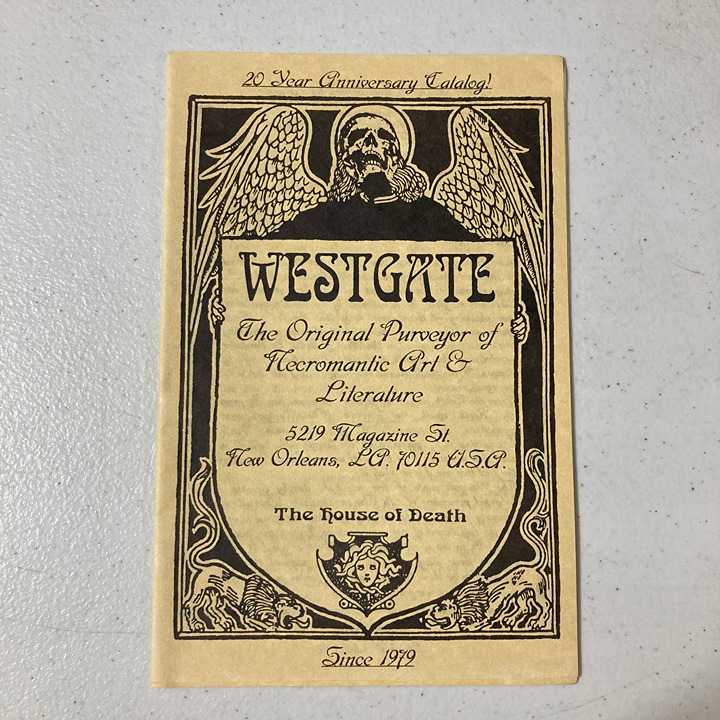 20 Year Anniversary Catalog!
WESTGATE
The Original Purveyor of
Necromantic Art &
Literature
5219 Magazine St.
New Orleans, LA. 70115 U.S.A.
The House of Death
Since 1979